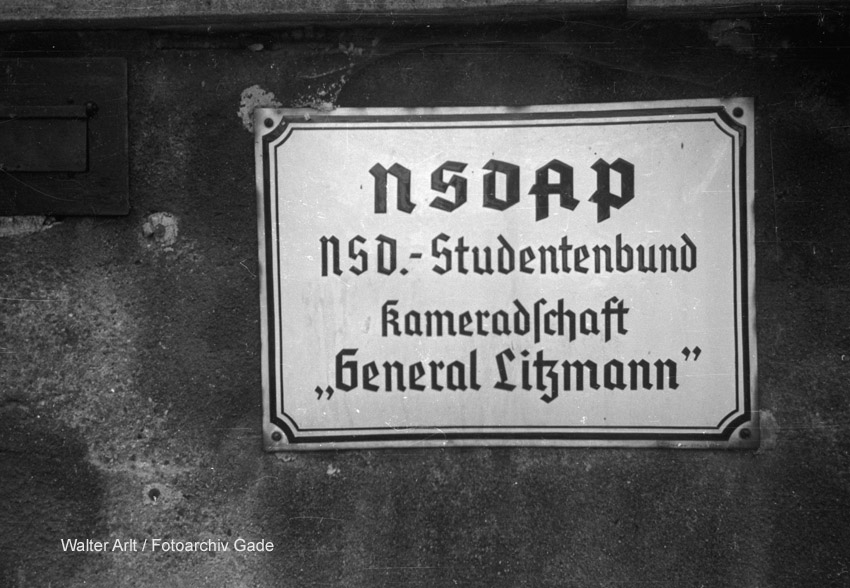 NSDAP
NSD.-Studentenbund
Kameradſchaft
„General Litzmann”
Walter Arlt / Fotoarchiv Gade